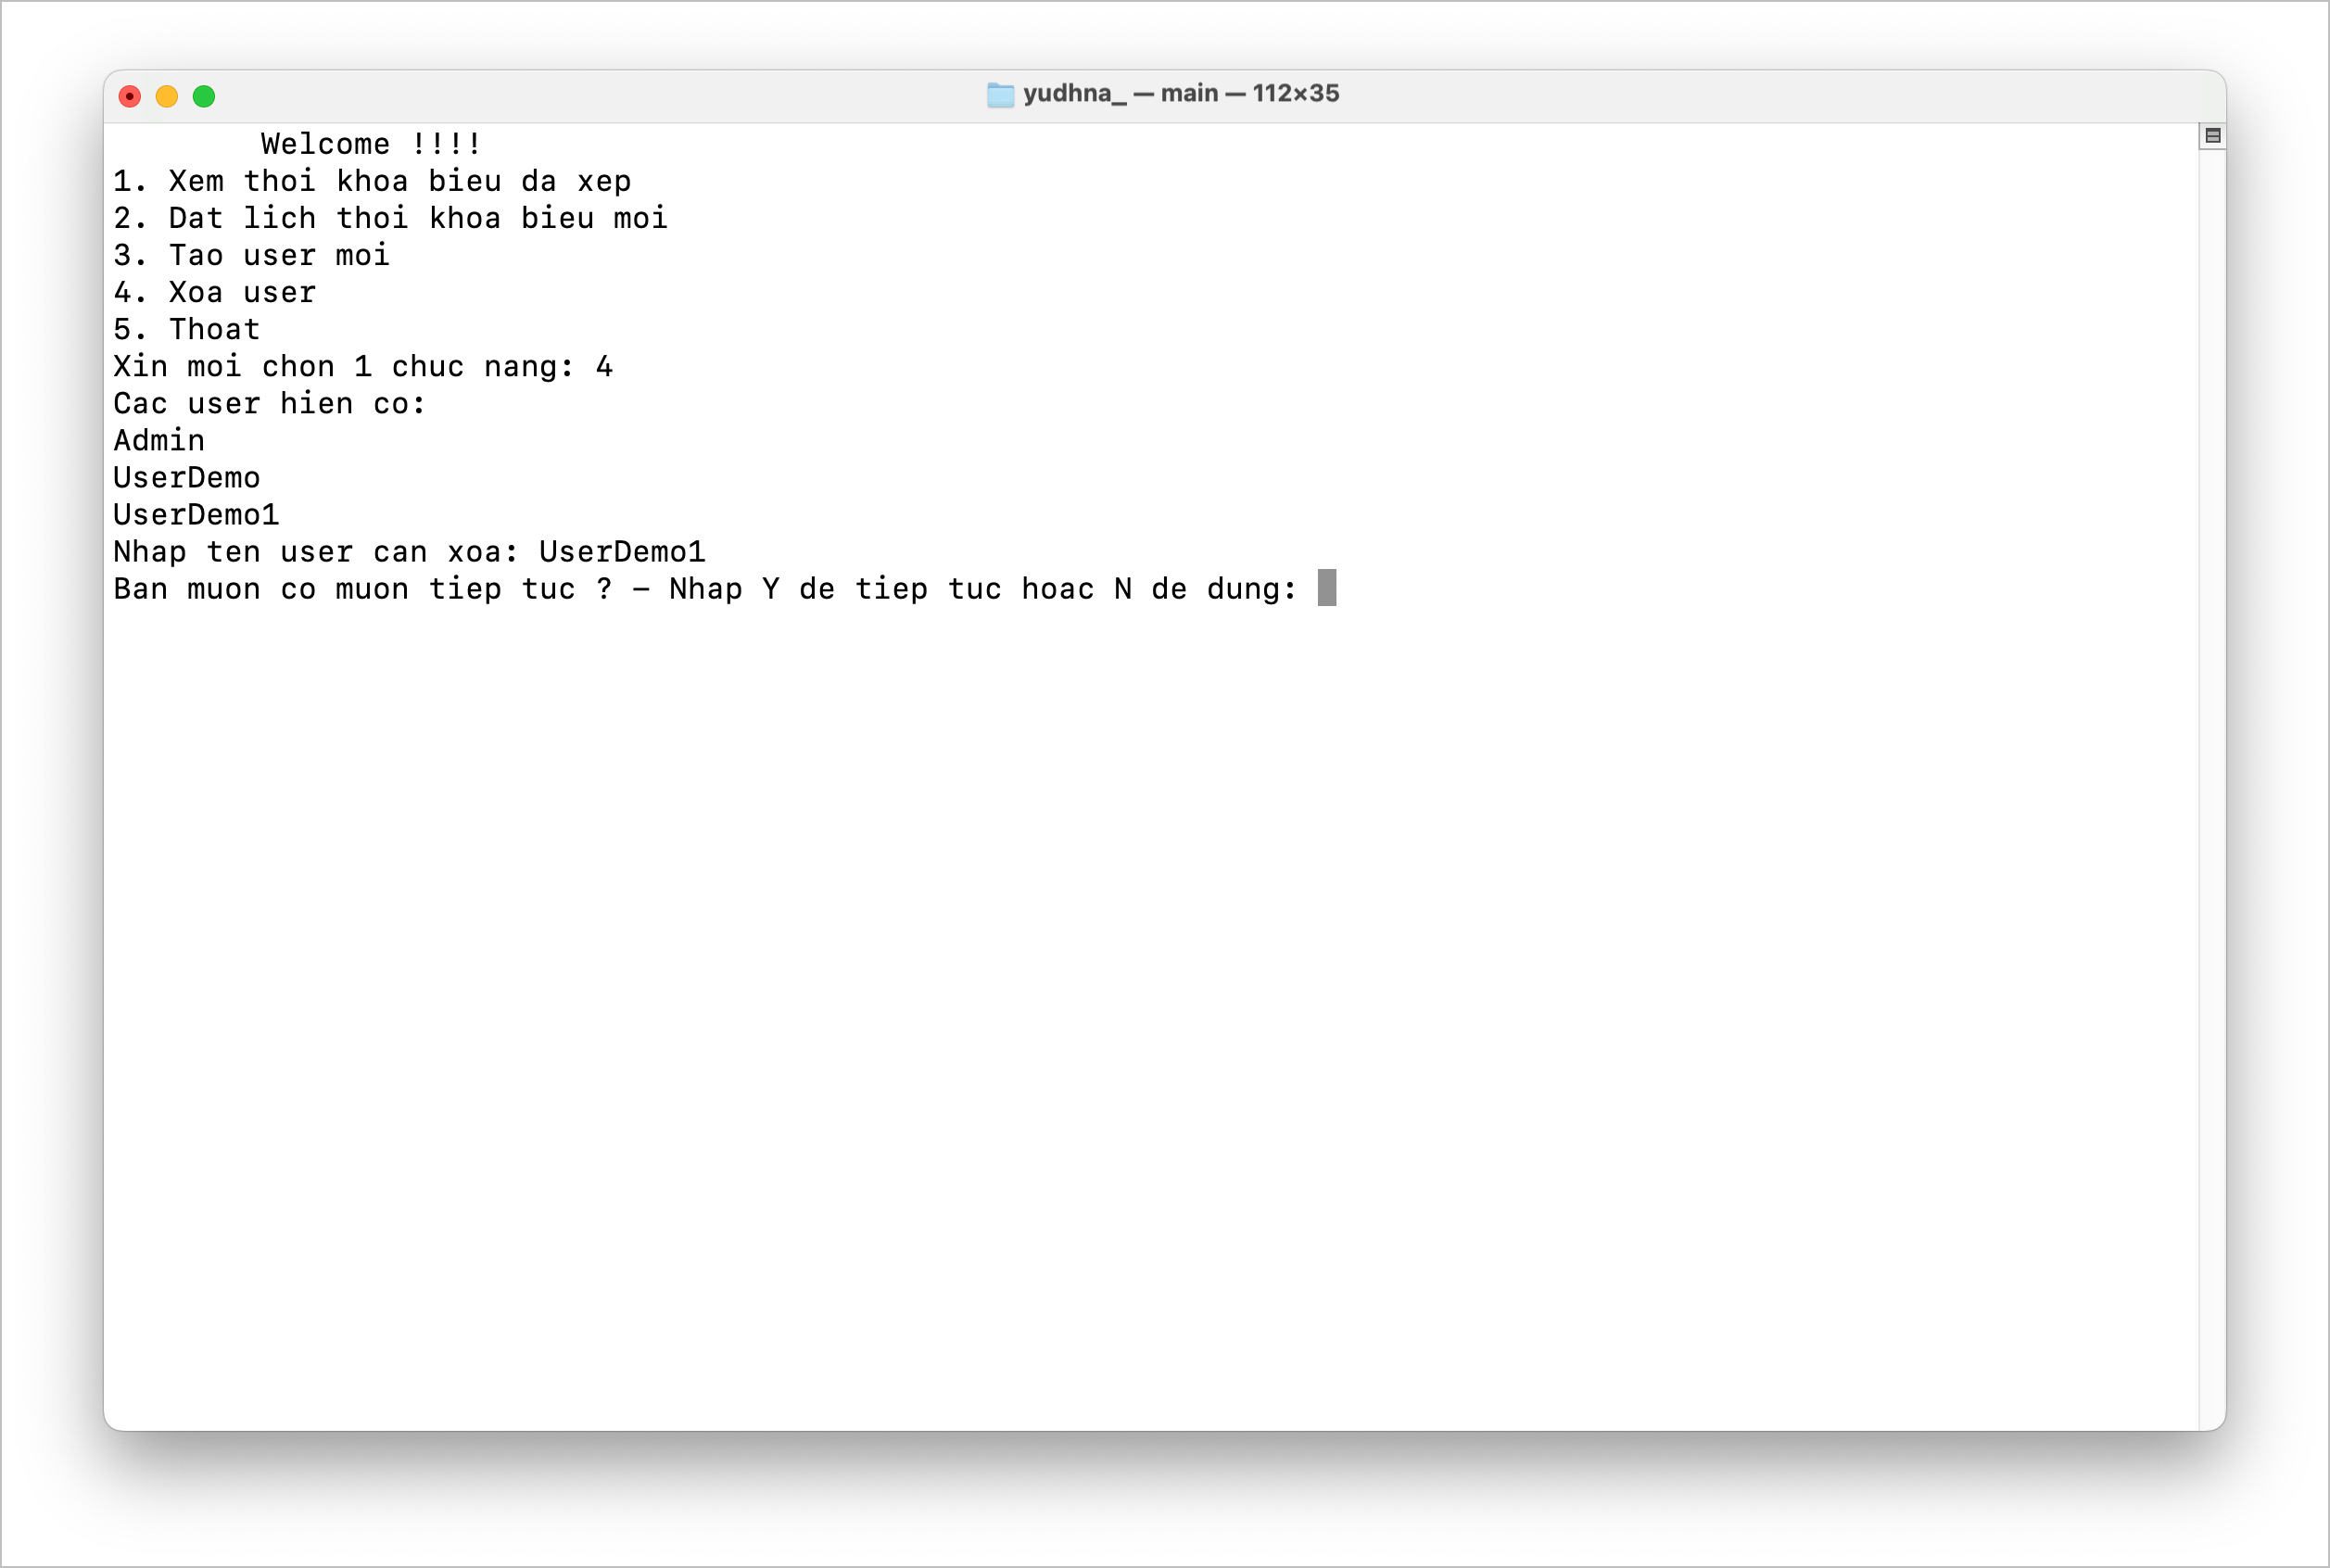 yudhna_ — main — 112×35
Welcome !!!!
1. Xem thoi khoa bieu da xep
2. Dat lich thoi khoa bieu moi
3. Tao user moi
4. Xoa user
5. Thoat
Xin moi chon 1 chuc nang: 4
Cac user hien co:
Admin
UserDemo
UserDemo1
Nhap ten user can xoa: UserDemo1
Ban muon co muon tiep tuc ? – Nhap Y de tiep tuc hoac N de dung: